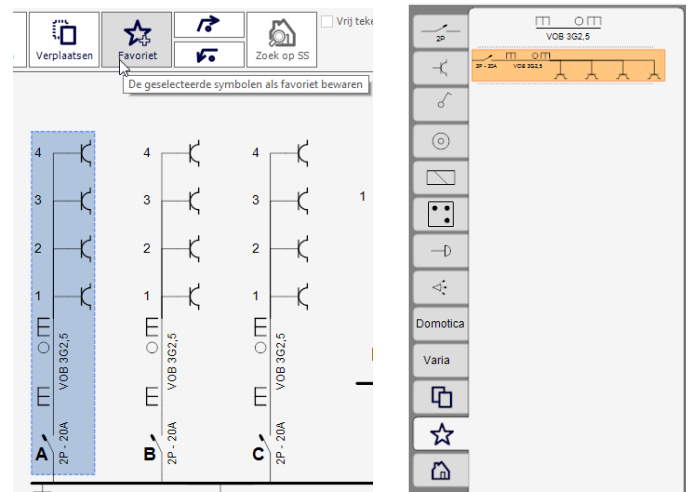 Verplaatsen
Favoriet
Zoek op SS
Vrij teke
De geselecteerde symbolen als favoriet bewaren
4
4
4
3
3
3
1
2
2
2
1
1
1
VOB 3G2,5
VOB 3G2,5
VOB 3G2,5
A
2P - 20A
B
2P - 20A
C
2P - 20A
2P
VOB 3G2,5
2P - 20A
VOB 3G2,5
Domotica
Varia